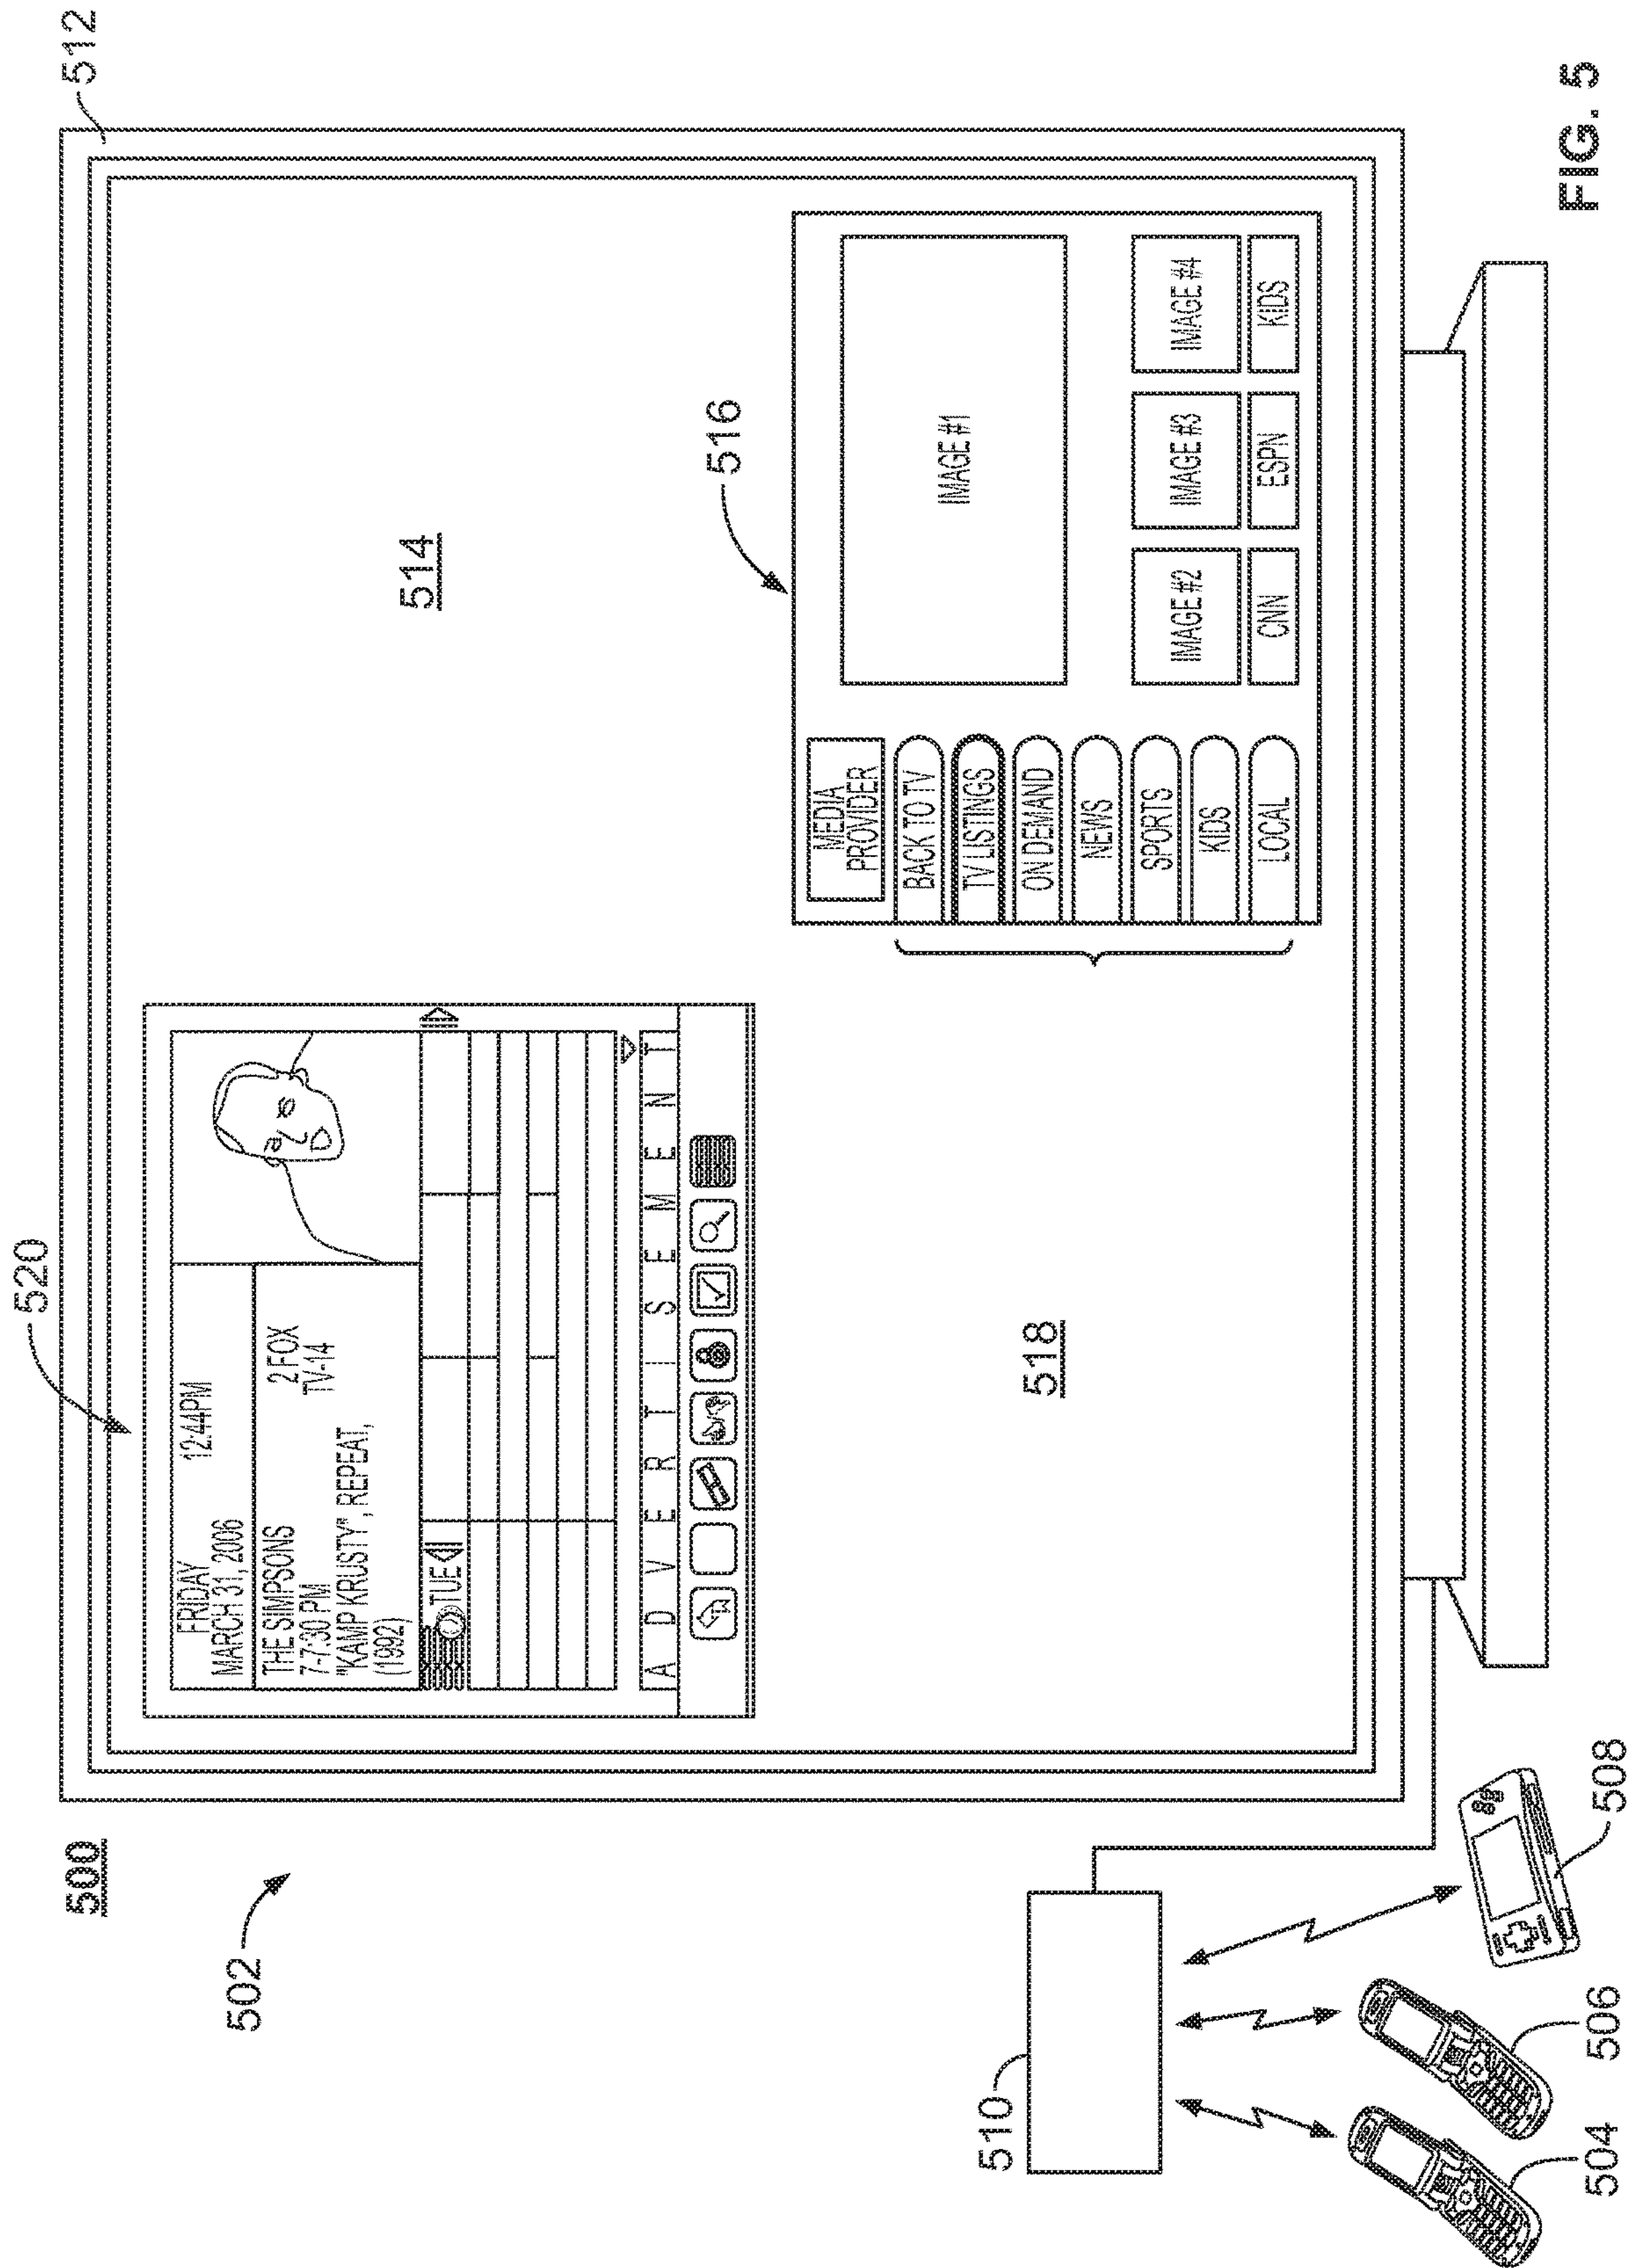 500
502
520
512
FRIDAY 12:44PM
MARCH 31, 2006
THE SIMPSONS 2 FOX
7-7:30 PM TV-14
"KAMP KRUSTY", REPEAT,
(1992)
TUE
A D V E R T I S E M E N T
514
518
516
MEDIA
PROVIDER
BACK TO TV
TV LISTINGS
ON DEMAND
NEWS
SPORTS
KIDS
LOCAL
IMAGE #1
IMAGE #2 IMAGE #3 IMAGE #4
CNN ESPN KIDS
510
504
506
508
FIG. 5